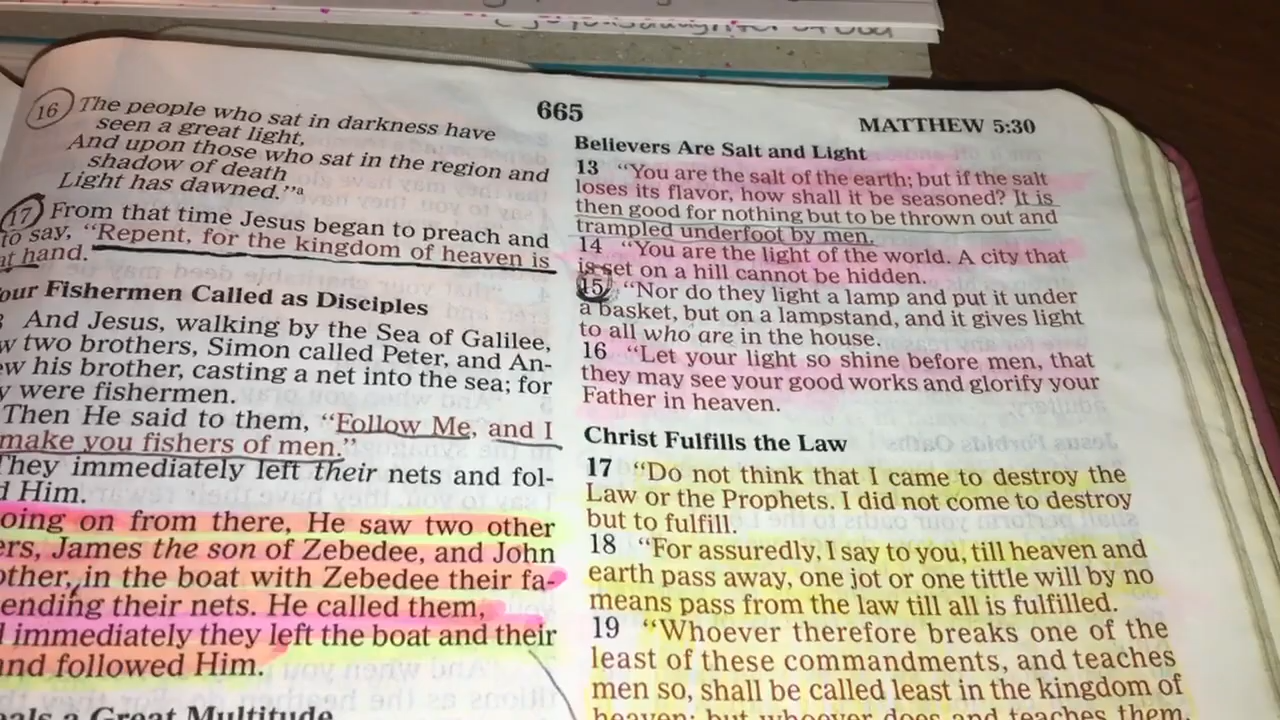 665
MATTHEW 5:30
16 The people who sat in darkness have
seen a great light,
And upon those who sat in the region and
shadow of death
Light has dawned."a
17 From that time Jesus began to preach and
to say, "Repent, for the kingdom of heaven is
at hand."
our Fishermen Called as Disciples
And Jesus, walking by the Sea of Galilee,
w two brothers, Simon called Peter, and An-
ew his brother, casting a net into the sea; for
y were fishermen.
Then He said to them, "Follow Me, and I
make you fishers of men."
They immediately left their nets and fol-
d Him.
oing on from there, He saw two other
ers, James the son of Zebedee, and John
other, in the boat with Zebedee their fa-
ending their nets. He called them,
immediately they left the boat and their
and followed Him.
als a Great Multitude
Believers Are Salt and Light
13 "You are the salt of the earth; but if the salt
loses its flavor, how shall it be seasoned? It is
then good for nothing but to be thrown out and
trampled underfoot by men.
14 "You are the light of the world. A city that
is set on a hill cannot be hidden.
15 "Nor do they light a lamp and put it under
a basket, but on a lampstand, and it gives light
to all who are in the house.
16 "Let your light so shine before men, that
they may see your good works and glorify your
Father in heaven.
Christ Fulfills the Law
17 "Do not think that I came to destroy the
Law or the Prophets. I did not come to destroy
but to fulfill.
18 "For assuredly, I say to you, till heaven and
earth pass away, one jot or one tittle will by no
means pass from the law till all is fulfilled.
19 "Whoever therefore breaks one of the
least of these commandments, and teaches
men so, shall be called least in the kingdom of
heaven; but whoever does and teaches them